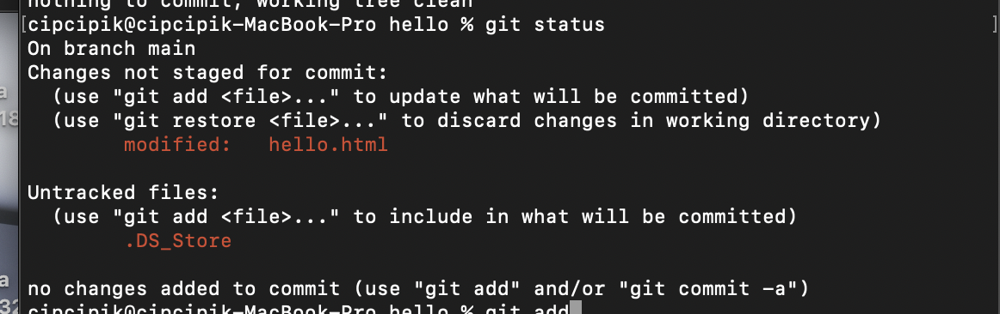 nothing to commit, working tree clean
[cipcipik@cipcipik-MacBook-Pro hello % git status ]
On branch main
Changes not staged for commit:
  (use "git add <file>..." to update what will be committed)
  (use "git restore <file>..." to discard changes in working directory)
        modified:   hello.html

Untracked files:
  (use "git add <file>..." to include in what will be committed)
        .DS_Store

no changes added to commit (use "git add" and/or "git commit -a")
cipcipik@cipcipik-MacBook-Pro hello % git add
a
18
a
32